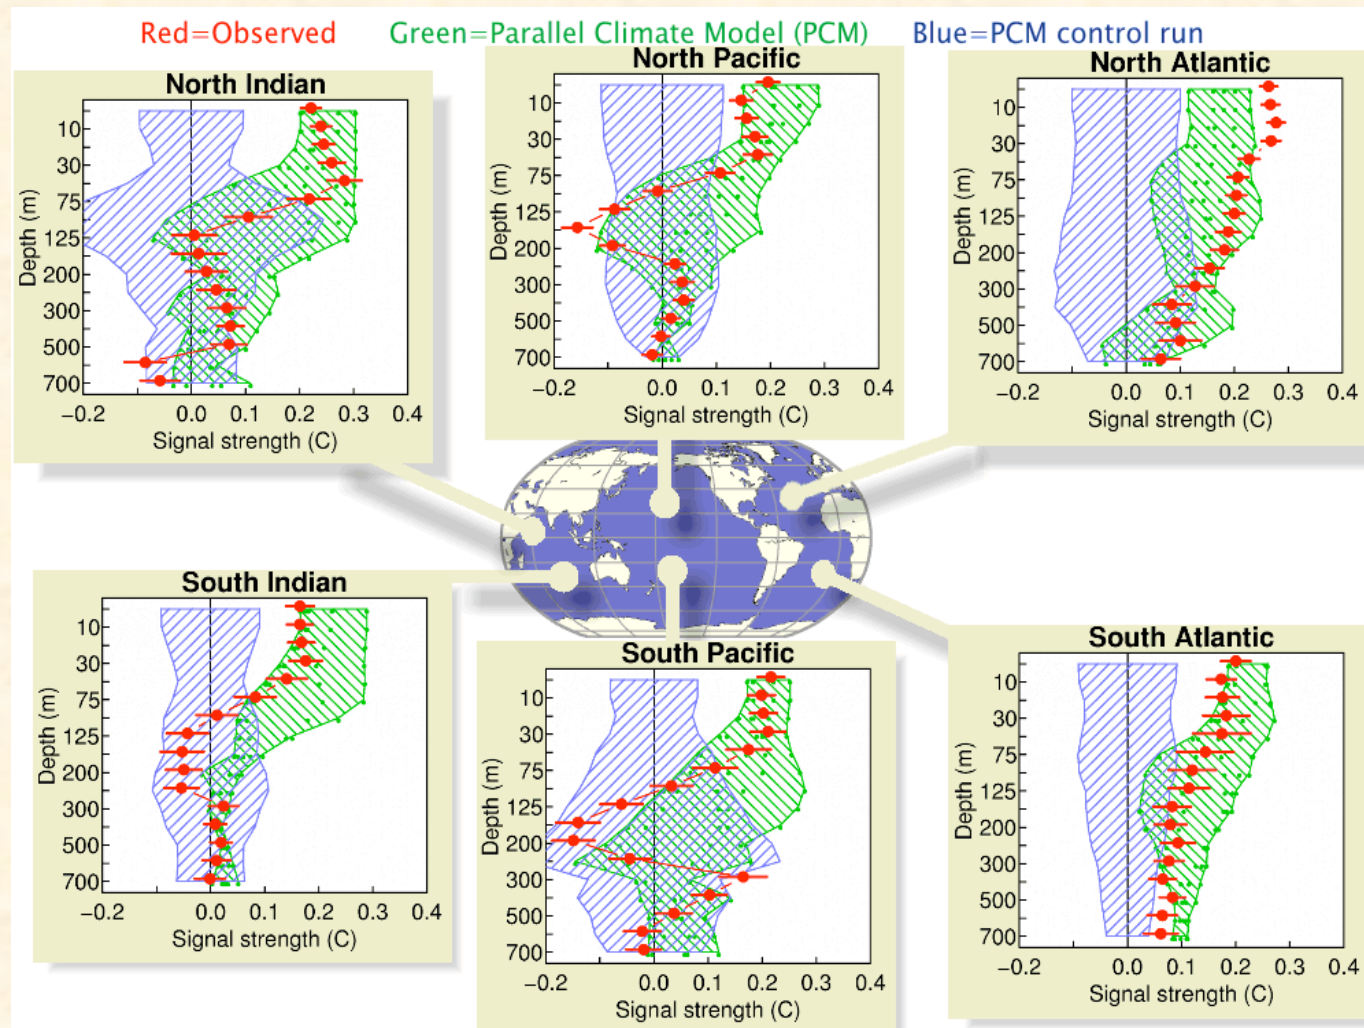 Red=Observed Green=Parallel Climate Model (PCM) Blue=PCM control run
North Indian
Depth (m)
10
30
75
125
200
300
500
700
−0.2 0.0 0.1 0.2 0.3 0.4
Signal strength (C)
North Pacific
Depth (m)
10
30
75
125
200
300
500
700
−0.2 0.0 0.1 0.2 0.3 0.4
Signal strength (C)
North Atlantic
Depth (m)
10
30
75
125
200
300
500
700
−0.2 0.0 0.1 0.2 0.3 0.4
Signal strength (C)
South Indian
Depth (m)
10
30
75
125
200
300
500
700
−0.2 0.0 0.1 0.2 0.3 0.4
Signal strength (C)
South Pacific
Depth (m)
10
30
75
125
200
300
500
700
−0.2 0.0 0.1 0.2 0.3 0.4
Signal strength (C)
South Atlantic
Depth (m)
10
30
75
125
200
300
500
700
−0.2 0.0 0.1 0.2 0.3 0.4
Signal strength (C)